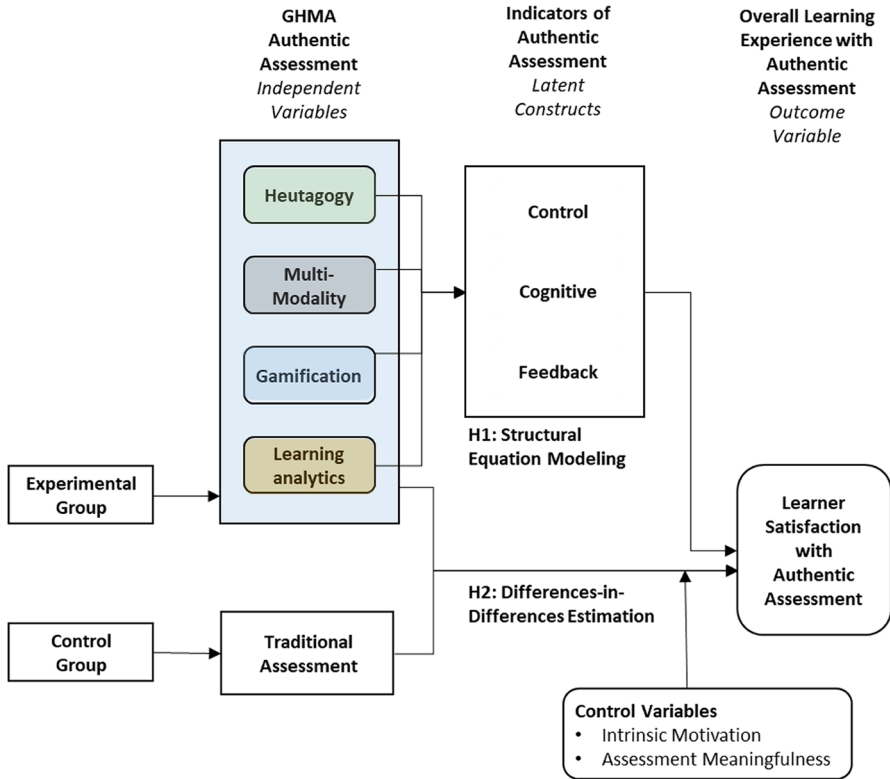 GHMA
Authentic
Assessment
Independent
Variables
Indicators of
Authentic
Assessment
Latent
Constructs
Overall Learning
Experience with
Authentic
Assessment
Outcome
Variable
Heutagogy
Multi-
Modality
Gamification
Learning
analytics
Control
Cognitive
Feedback
H1: Structural
Equation Modeling
Experimental
Group
Learner
Satisfaction
with
Authentic
Assessment
H2: Differences-in-
Differences Estimation
Control
Group
Traditional
Assessment
Control Variables
• Intrinsic Motivation
• Assessment Meaningfulness